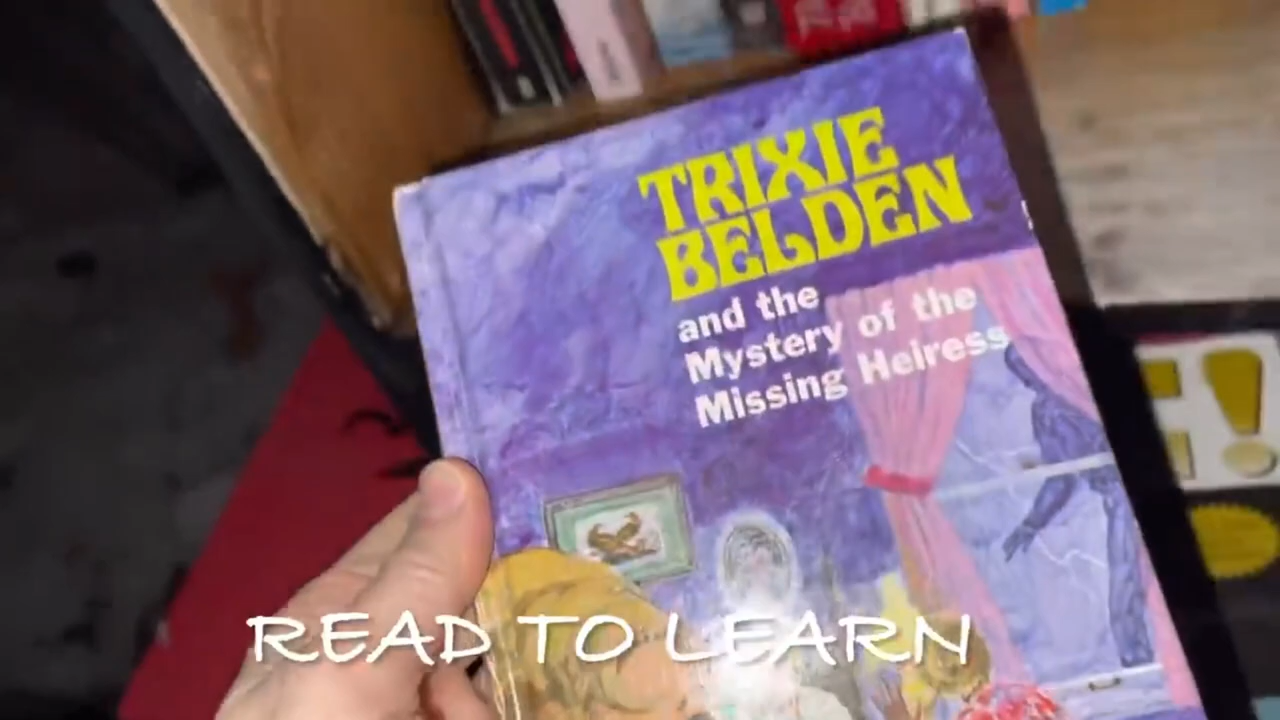 TRIXIE
BELDEN
and the
Mystery of the
Missing Heiress
H!
READ TO LEARN